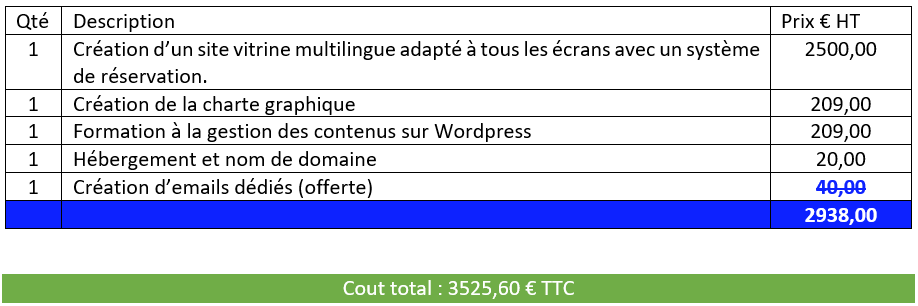 Qté Description Prix € HT
1 Création d’un site vitrine multilingue adapté à tous les écrans avec un système 2500,00
de réservation.
1 Création de la charte graphique 209,00
1 Formation à la gestion des contenus sur Wordpress 209,00
1 Hébergement et nom de domaine 20,00
1 Création d’emails dédiés (offerte) 40,00
2938,00
Cout total : 3525,60 € TTC